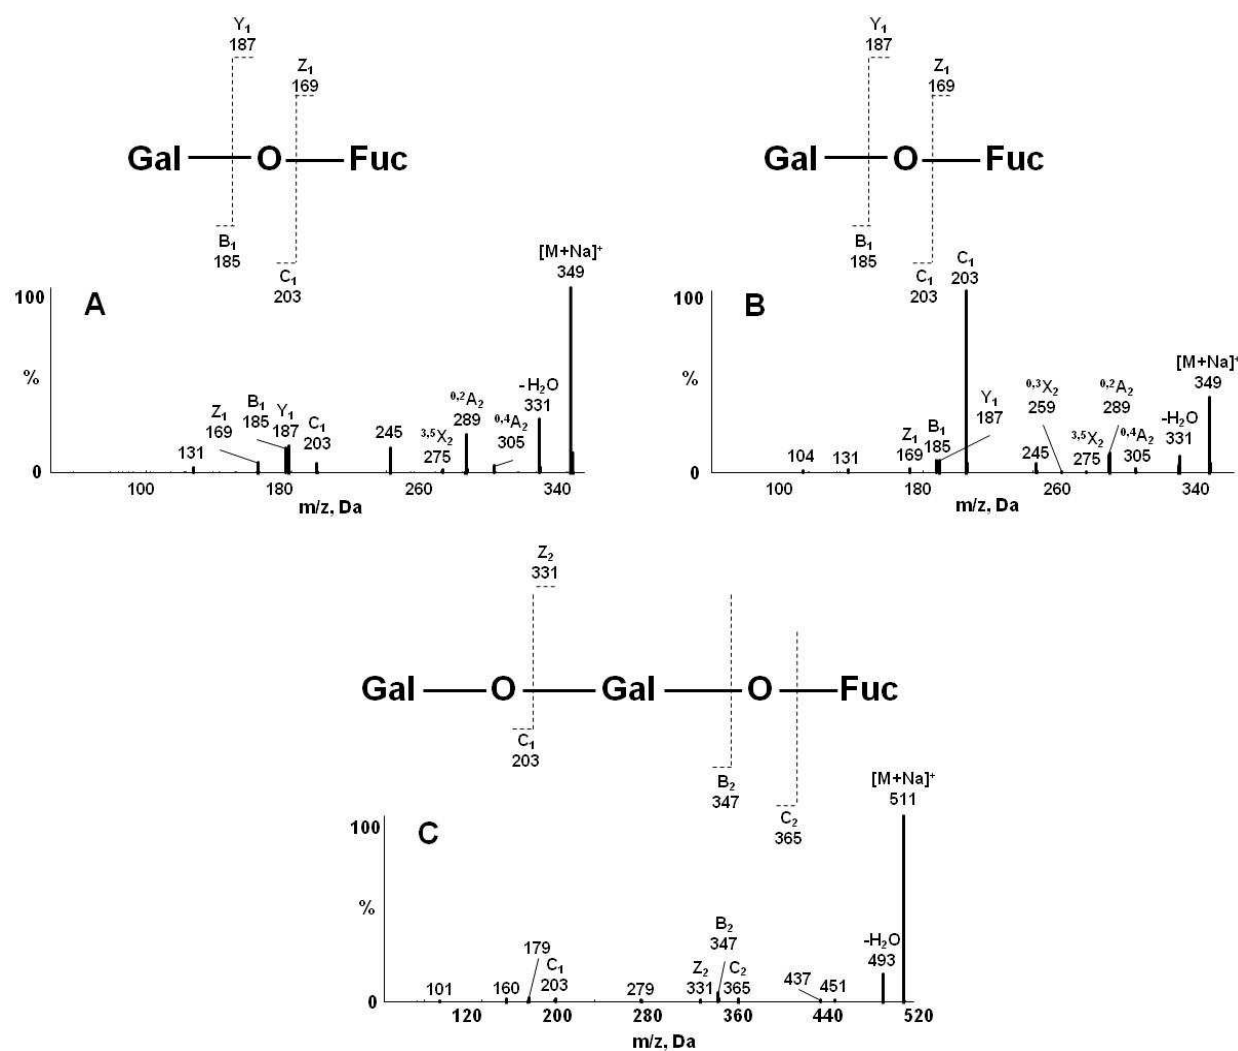 Y₁
187
Z₁
169
Gal O Fuc
B₁
185
C₁
203
[M+Na]⁺
349
100
A
%
-H₂O
331
⁰,²A₂
289
⁰,⁴A₂
305
B₁
185
Y₁
187
Z₁
169
C₁
203
245
³,⁵X₂
275
131
0
100 180 260 340
m/z, Da
Y₁
187
Z₁
169
Gal O Fuc
B₁
185
C₁
203
C₁
203
100
B
%
[M+Na]⁺
349
⁰,³X₂
259
⁰,²A₂
289
Y₁
187
-H₂O
331
B₁
185
Z₁
169
³,⁵X₂
275
⁰,⁴A₂
305
245
104 131
0
100 180 260 340
m/z, Da
Z₂
331
Gal O Gal O Fuc
C₁
203
B₂
347
C₂
365
[M+Na]⁺
511
100
C
%
B₂
347
-H₂O
493
179
C₁
203
Z₂
331
C₂
365
437
451
101 160 279
0
120 200 280 360 440 520
m/z, Da